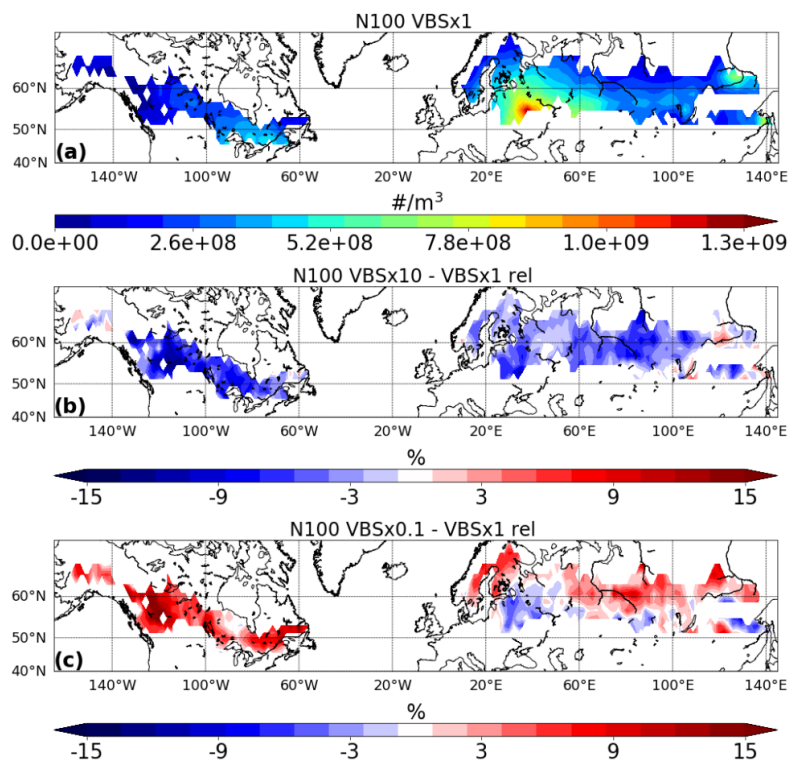 N100 VBSx1
60°N
50°N
40°N
(a)
140°W 100°W 60°W 20°W 20°E 60°E 100°E 140°E
#/m³
0.0e+00 2.6e+08 5.2e+08 7.8e+08 1.0e+09 1.3e+09
N100 VBSx10 - VBSx1 rel
60°N
50°N
40°N
(b)
140°W 100°W 60°W 20°W 20°E 60°E 100°E 140°E
%
-15 -9 -3 3 9 15
N100 VBSx0.1 - VBSx1 rel
60°N
50°N
40°N
(c)
140°W 100°W 60°W 20°W 20°E 60°E 100°E 140°E
%
-15 -9 -3 3 9 15